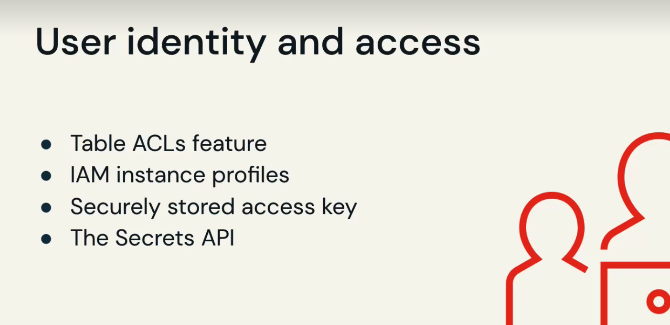 User identity and access
● Table ACLs feature
● IAM instance profiles
● Securely stored access key
● The Secrets API